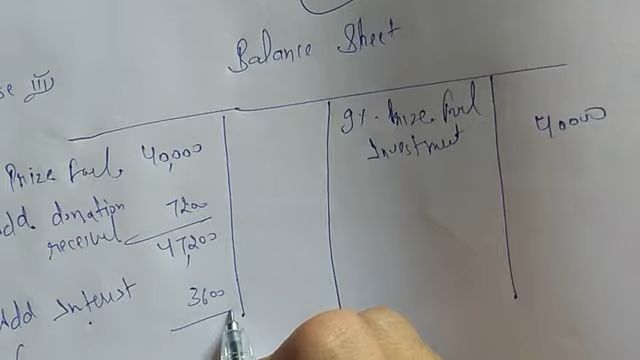 Balance Sheet
se III
Prize Fund. 40,000
Add donation 7200
received 47,200
Add Interest 3600
9%. Prize Fund
Investment 40000